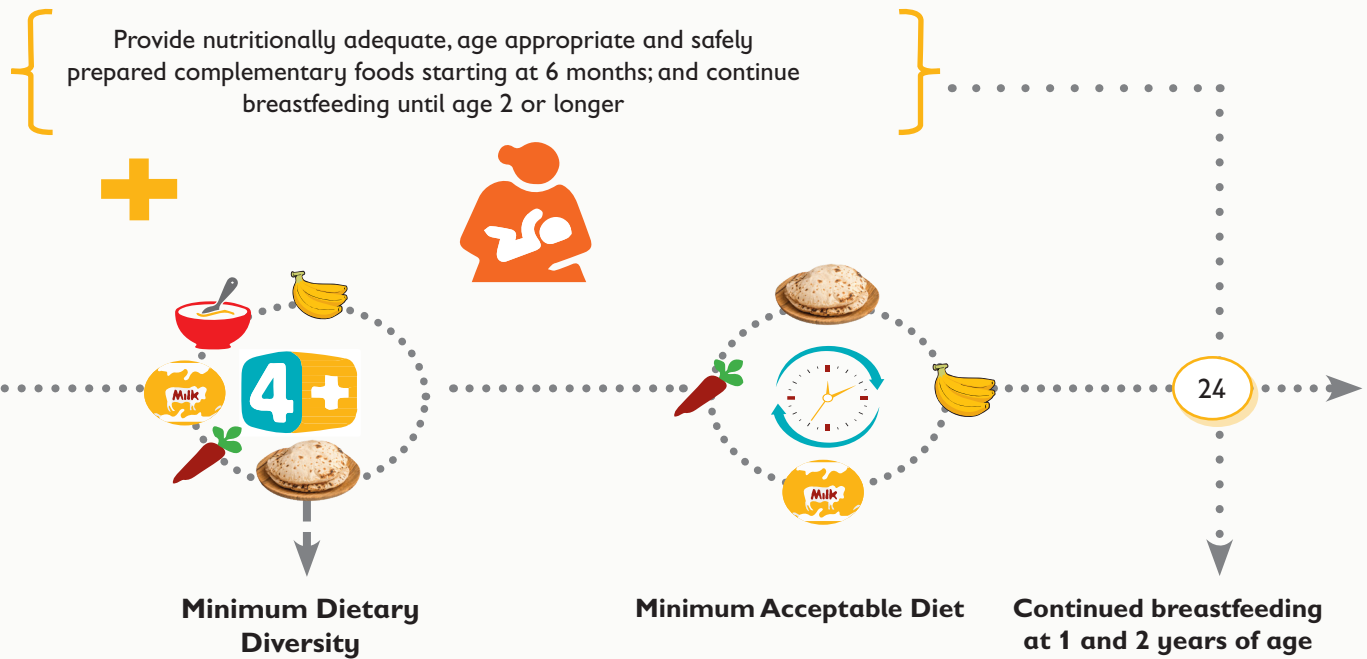 Provide nutritionally adequate, age appropriate and safely
prepared complementary foods starting at 6 months; and continue
breastfeeding until age 2 or longer
4+
Milk
Milk
24
Minimum Dietary
Diversity
Minimum Acceptable Diet
Continued breastfeeding
at 1 and 2 years of age